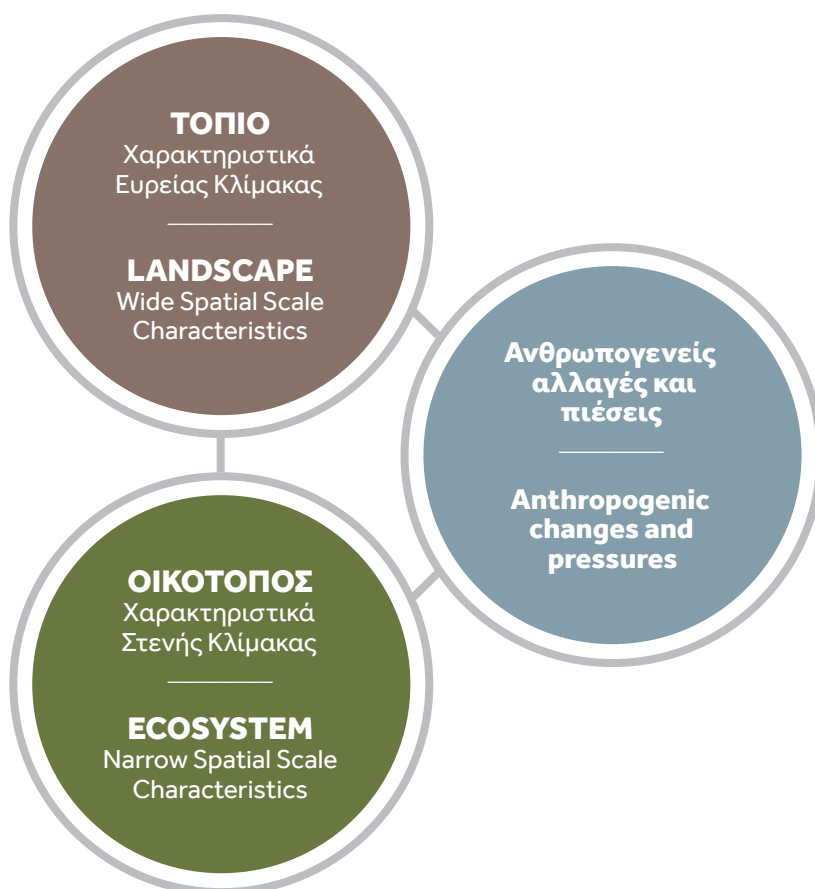 ΤΟΠΙΟ
Χαρακτηριστικά
Ευρείας Κλίμακας
LANDSCAPE
Wide Spatial Scale
Characteristics
Ανθρωπογενείς
αλλαγές και
πιέσεις
Anthropogenic
changes and
pressures
ΟΙΚΟΤΟΠΟΣ
Χαρακτηριστικά
Στενής Κλίμακας
ECOSYSTEM
Narrow Spatial Scale
Characteristics